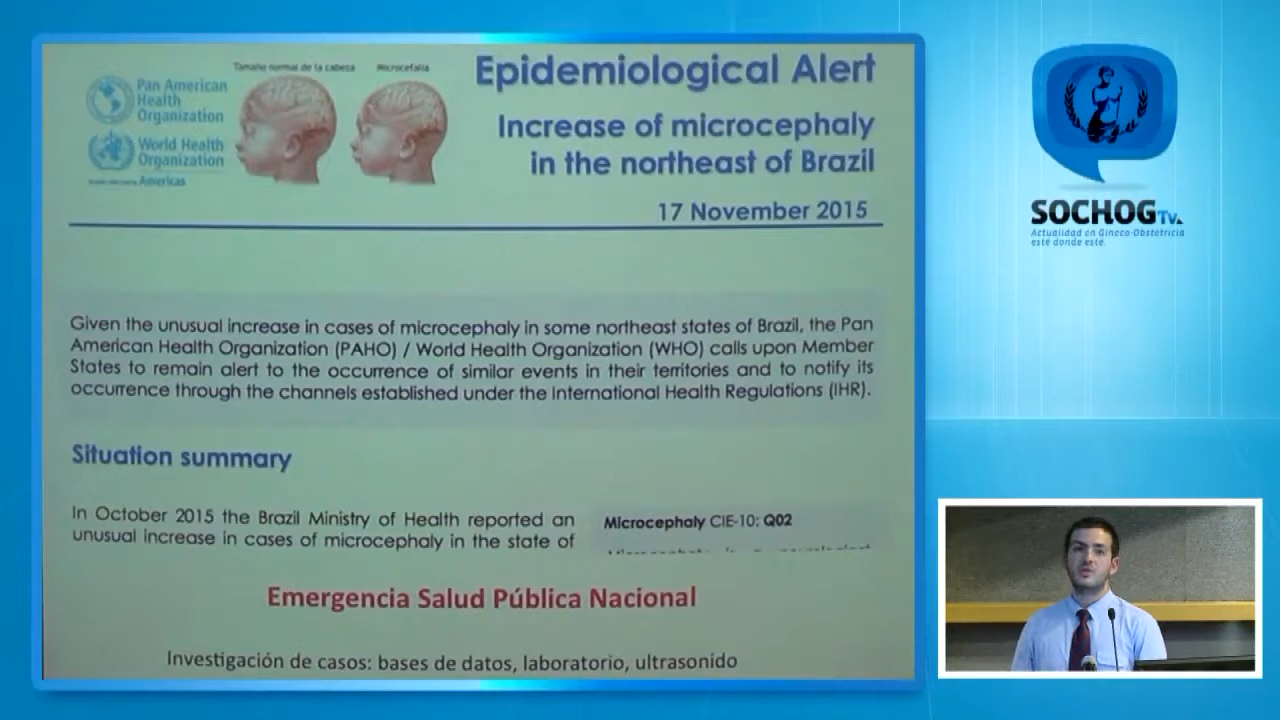 Pan American
Health
Organization
World Health
Organization
Americas
Tamaño normal de la cabeza
Microcefalia
Epidemiological Alert
Increase of microcephaly
in the northeast of Brazil
17 November 2015
Given the unusual increase in cases of microcephaly in some northeast states of Brazil, the Pan
American Health Organization (PAHO) / World Health Organization (WHO) calls upon Member
States to remain alert to the occurrence of similar events in their territories and to notify its
occurrence through the channels established under the International Health Regulations (IHR).
Situation summary
In October 2015 the Brazil Ministry of Health reported an
unusual increase in cases of microcephaly in the state of
Microcephaly CIE-10: Q02
Emergencia Salud Pública Nacional
Investigación de casos: bases de datos, laboratorio, ultrasonido
SOCHOG Tv.
Actualidad en Gineco-Obstetricia
esté donde esté.